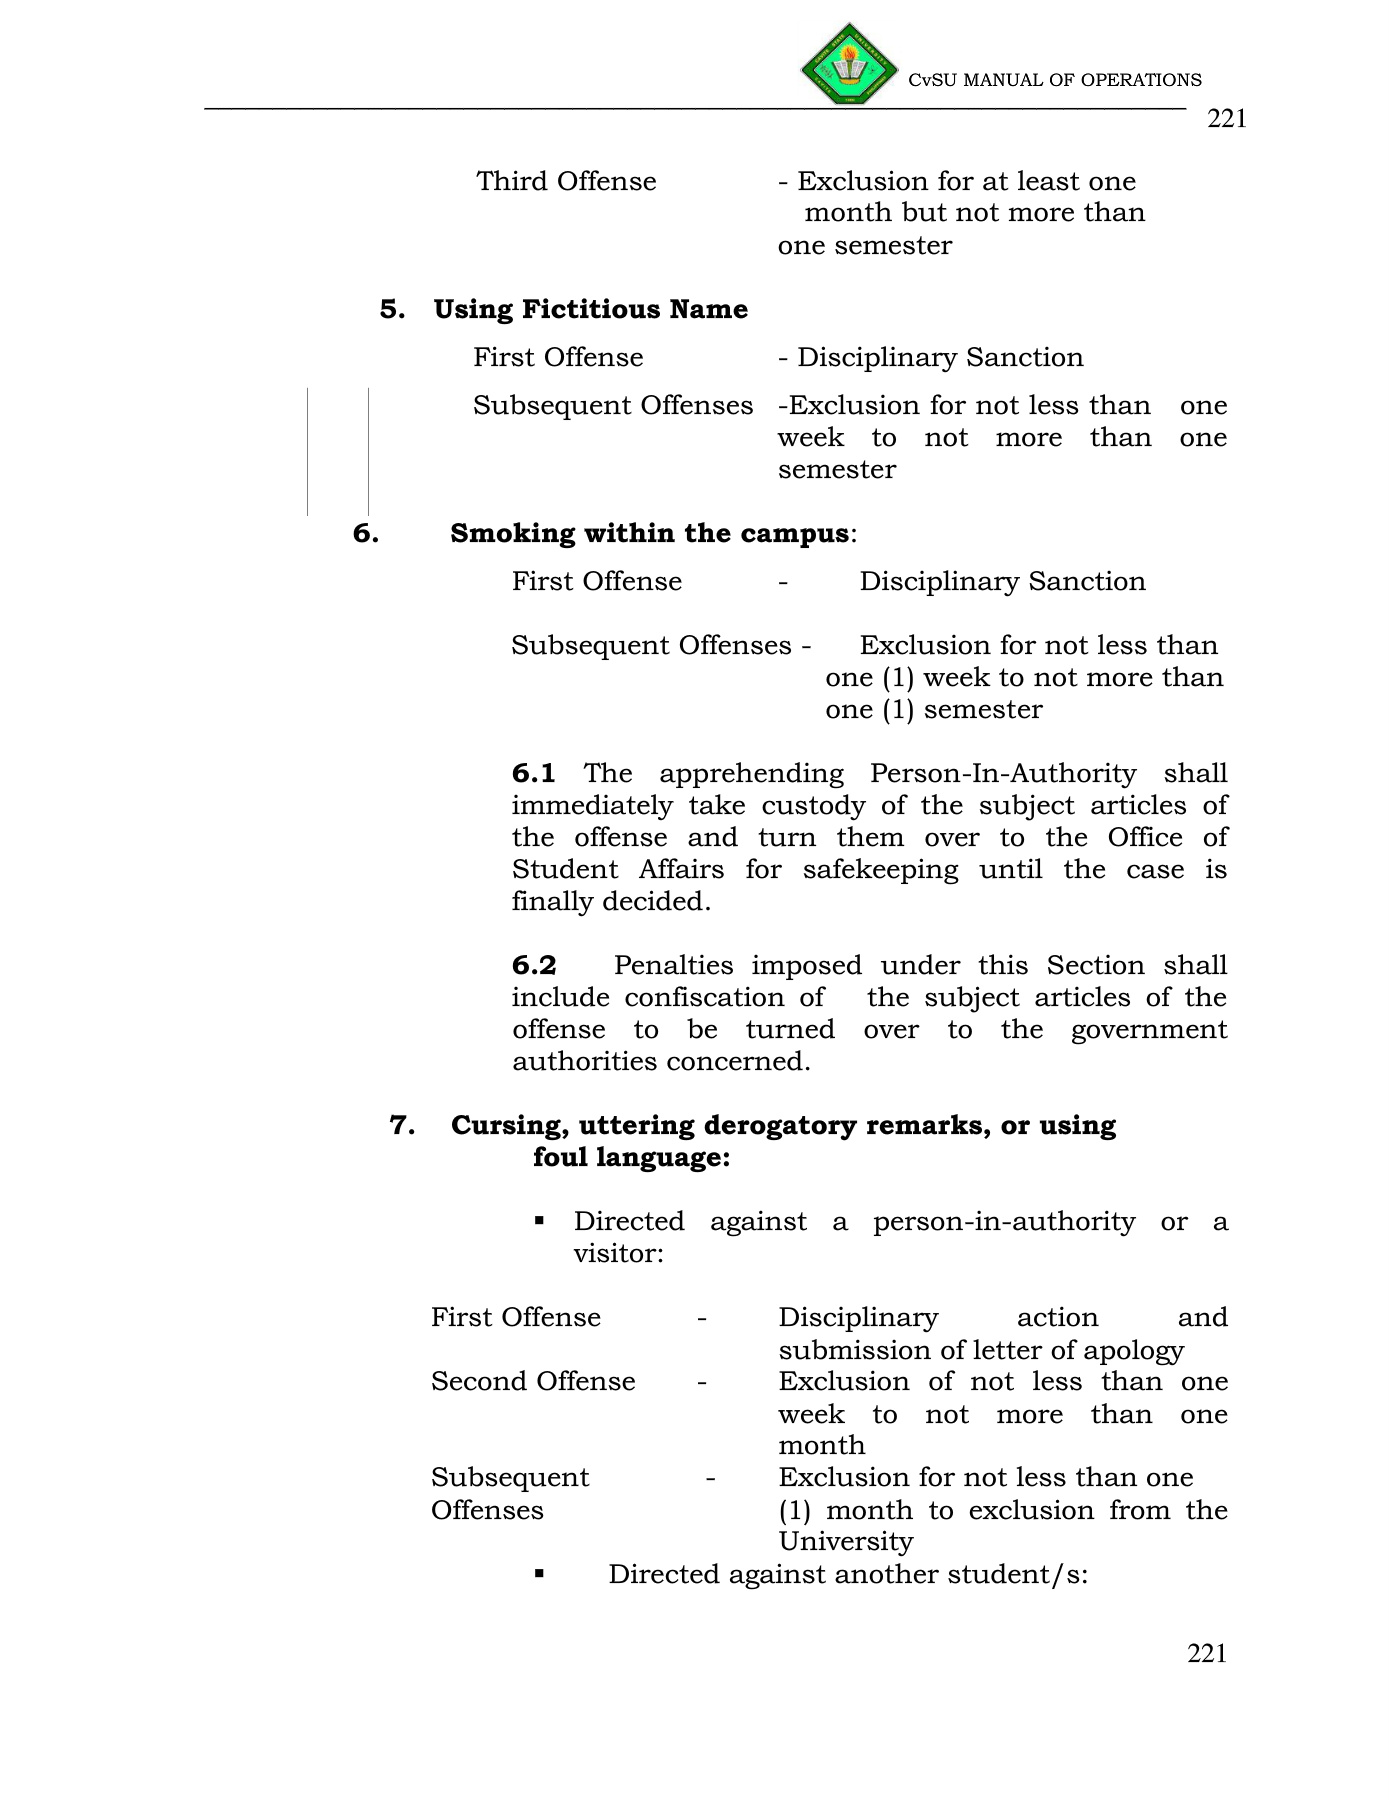 CvSU MANUAL OF OPERATIONS
221
Third Offense - Exclusion for at least one
month but not more than
one semester
5. Using Fictitious Name
First Offense - Disciplinary Sanction
Subsequent Offenses -Exclusion for not less than one
week to not more than one
semester
6. Smoking within the campus:
First Offense - Disciplinary Sanction
Subsequent Offenses - Exclusion for not less than
one (1) week to not more than
one (1) semester
6.1 The apprehending Person-In-Authority shall
immediately take custody of the subject articles of
the offense and turn them over to the Office of
Student Affairs for safekeeping until the case is
finally decided.
6.2 Penalties imposed under this Section shall
include confiscation of the subject articles of the
offense to be turned over to the government
authorities concerned.
7. Cursing, uttering derogatory remarks, or using
foul language:
▪ Directed against a person-in-authority or a
visitor:
First Offense - Disciplinary action and
submission of letter of apology
Second Offense - Exclusion of not less than one
week to not more than one
month
Subsequent - Exclusion for not less than one
Offenses (1) month to exclusion from the
University
▪ Directed against another student/s:
221